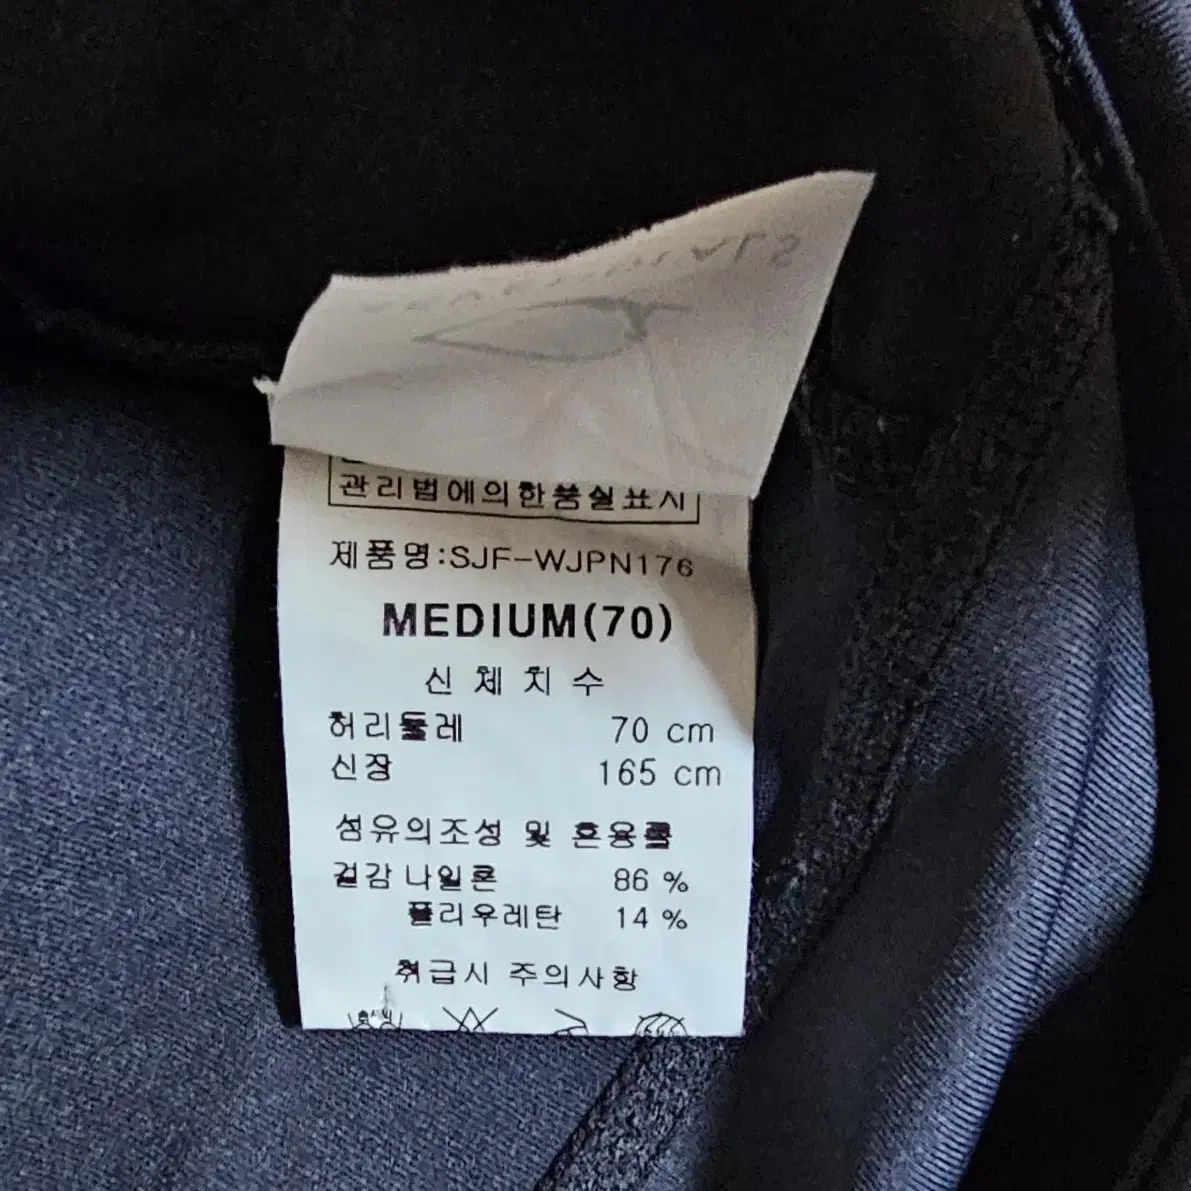 관리법에의한품질표시
제품명:SJF-WJPN176
MEDIUM(70)
신체치수
허리둘레 70 cm
신장 165 cm
섬유의조성 및 혼용률
겉감 나일론 86 %
폴리우레탄 14 %
취급시 주의사항